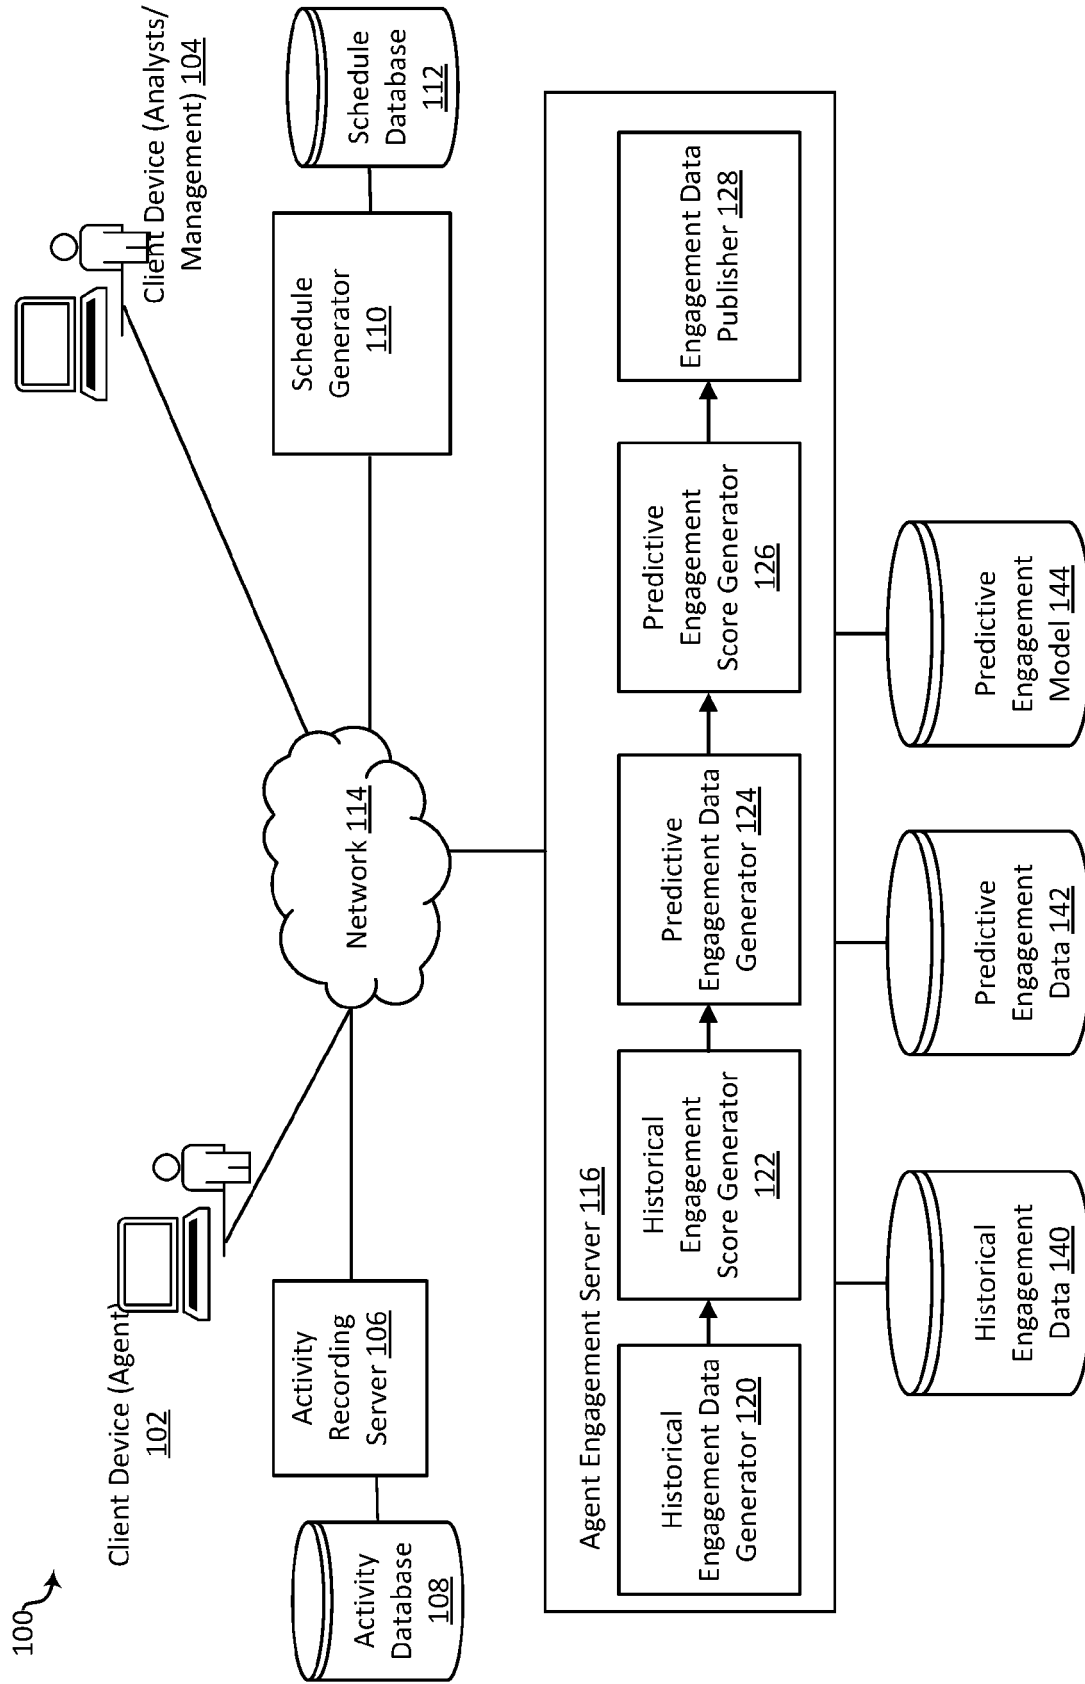 100
Client Device (Agent)
102
Client Device (Analysts/
Management) 104
Activity
Database
108
Activity
Recording
Server 106
Network 114
Schedule
Generator
110
Schedule
Database
112
Agent Engagement Server 116
Historical
Engagement Data
Generator 120
Historical
Engagement
Score Generator
122
Predictive
Engagement Data
Generator 124
Predictive
Engagement
Score Generator
126
Engagement Data
Publisher 128
Historical
Engagement
Data 140
Predictive
Engagement
Data 142
Predictive
Engagement
Model 144